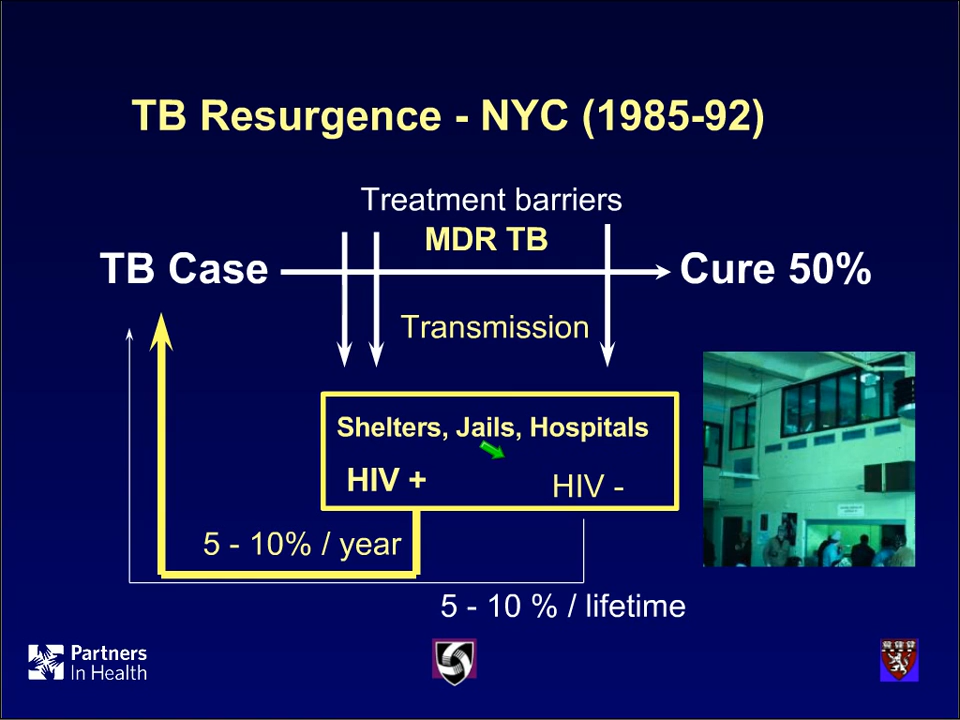 TB Resurgence - NYC (1985-92)
Treatment barriers
MDR TB
TB Case
Cure 50%
Transmission
Shelters, Jails, Hospitals
HIV +
HIV -
5 - 10% / year
5 - 10 % / lifetime
Partners
In Health